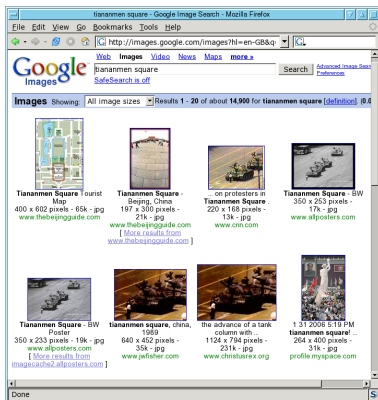 tiananmen square - Google Image Search - Mozilla Firefox
File Edit View Go Bookmarks Tools Help
http://images.google.com/images?hl=en-GB&q
G
Google
Images
Web Images Video News Maps more »
tiananmen square Search
Advanced Image Search
Preferences
SafeSearch is off
Images Showing: All image sizes Results 1 - 20 of about 14,900 for tiananmen square [definition]. (0.0
Tiananmen Square Tourist
Map
400 x 602 pixels - 65k - jpg
www.thebeijingguide.com
Tiananmen Square -
Beijing, China
197 x 300 pixels -
21k - jpg
www.thebeijingguide.com
[ More results from
www.thebeijingguide.com ]
... on protesters in
Tiananmen Square .
220 x 168 pixels -
13k - jpg
www.cnn.com
Tiananmen Square - BW
350 x 253 pixels -
17k - jpg
www.allposters.com
Tiananmen Square - BW
Poster
350 x 233 pixels - 19k - jpg
www.allposters.com
[ More results from
imagecache2.allposters.com ]
tiananmen square, china,
1989
640 x 452 pixels -
35k - jpg
www.jwfisher.com
the advance of a tank
column with ..
1124 x 794 pixels -
231k - jpg
www.christusrex.org
1 31 2006 5:19 PM
tiananmen square! ...
264 x 400 pixels -
31k - jpg
profile.myspace.com
Done
S